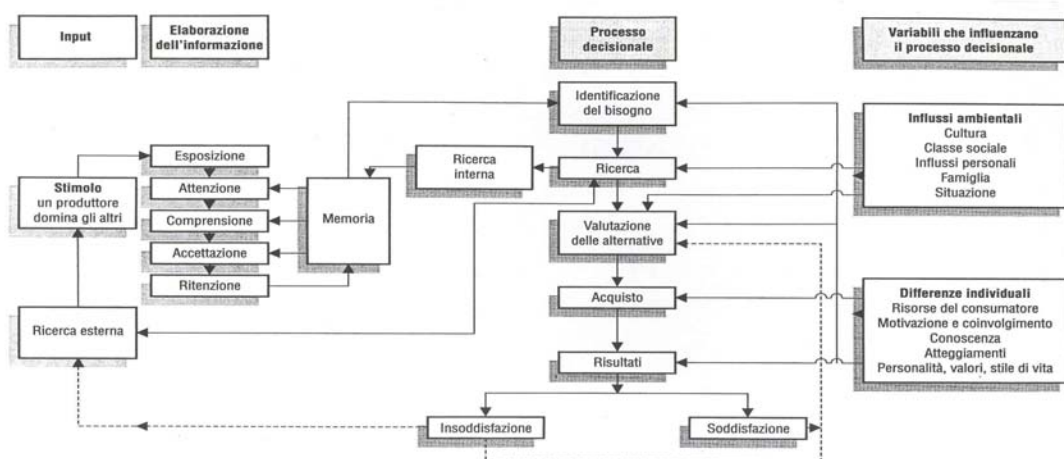 Input
Elaborazione
dell'informazione
Processo
decisionale
Variabili che influenzano
il processo decisionale
Identificazione
del bisogno
Influssi ambientali
Cultura
Classe sociale
Influssi personali
Famiglia
Situazione
Esposizione
Ricerca
interna
Ricerca
Stimolo
un produttore
domina gli altri
Attenzione
Comprensione
Memoria
Valutazione
delle alternative
Accettazione
Ritenzione
Acquisto
Differenze individuali
Risorse del consumatore
Motivazione e coinvolgimento
Conoscenza
Atteggiamenti
Personalità, valori, stile di vita
Ricerca esterna
Risultati
Insoddisfazione
Soddisfazione